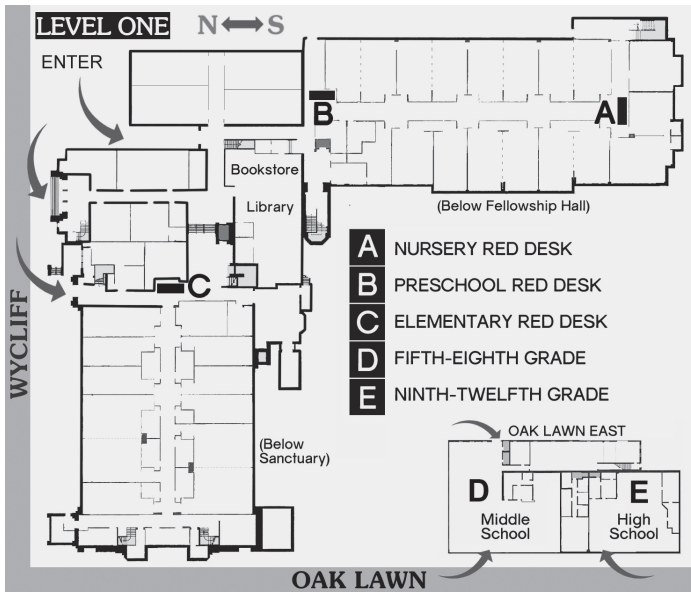 LEVEL ONE
N S
ENTER
B
A
Bookstore
Library
(Below Fellowship Hall)
A NURSERY RED DESK
B PRESCHOOL RED DESK
C ELEMENTARY RED DESK
D FIFTH-EIGHTH GRADE
E NINTH-TWELFTH GRADE
C
WYCLIFF
(Below
Sanctuary)
OAK LAWN EAST
D
Middle
School
E
High
School
OAK LAWN